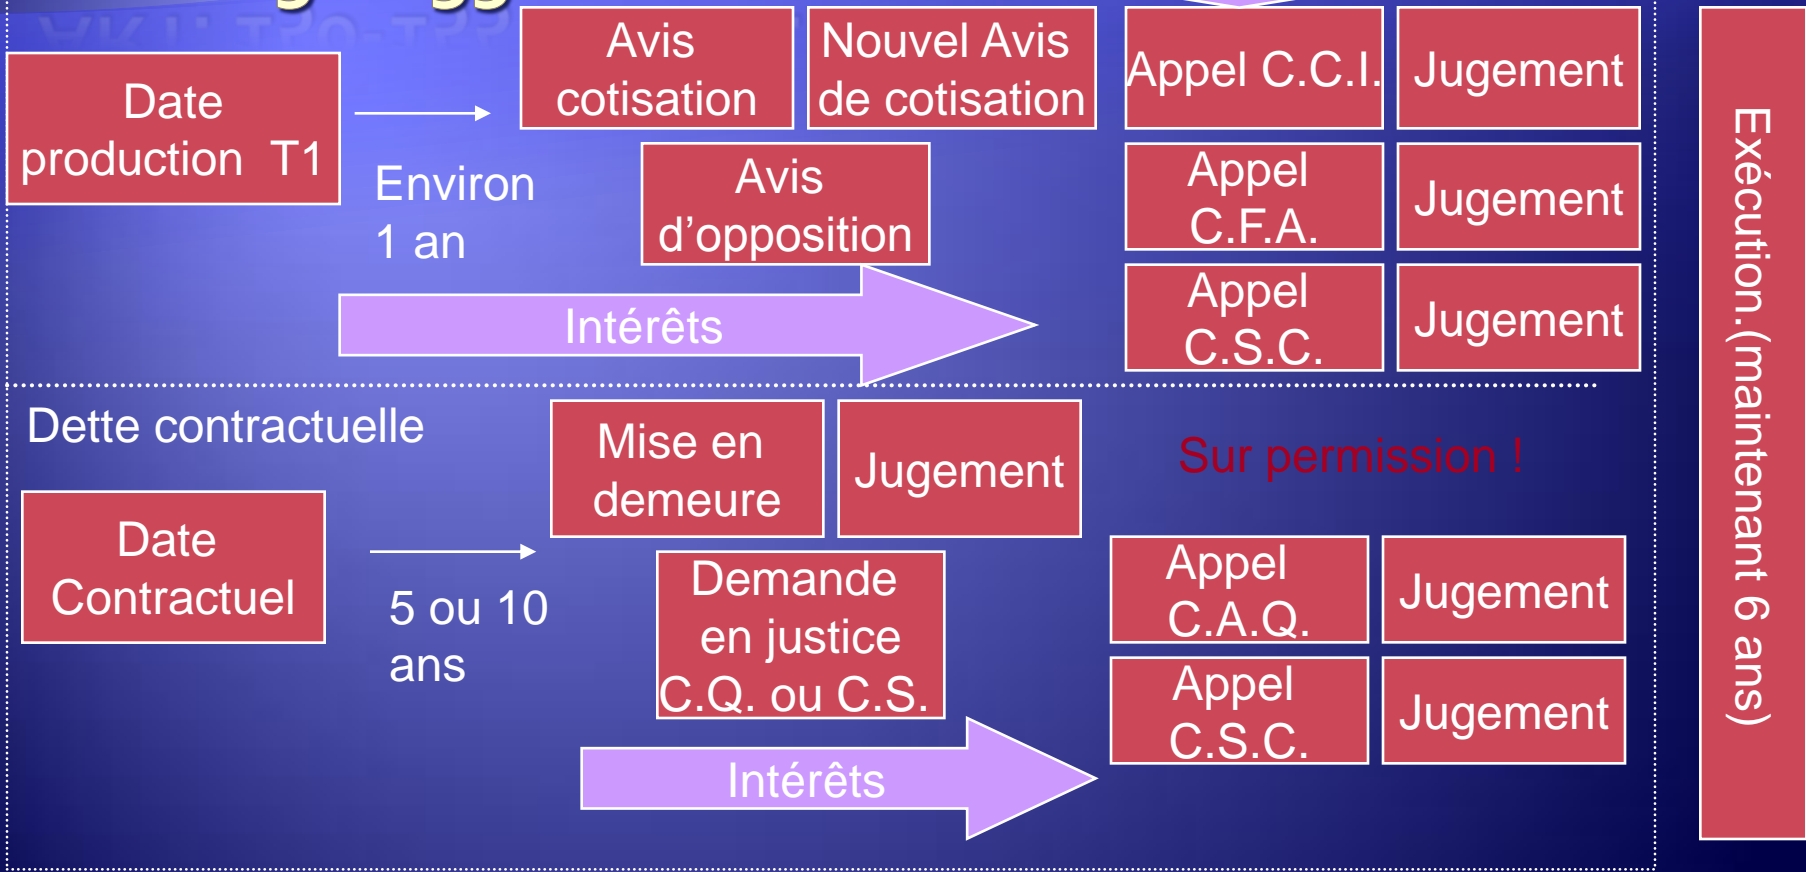 Date
production T1
Environ
1 an
Avis
cotisation
Nouvel Avis
de cotisation
Avis
d’opposition
Intérêts
Appel C.C.I.
Jugement
Appel
C.F.A.
Jugement
Appel
C.S.C.
Jugement
Dette contractuelle
Date
Contractuel
5 ou 10
ans
Mise en
demeure
Jugement
Demande
en justice
C.Q. ou C.S.
Intérêts
Sur permission !
Appel
C.A.Q.
Jugement
Appel
C.S.C.
Jugement
Exécution.(maintenant 6 ans)